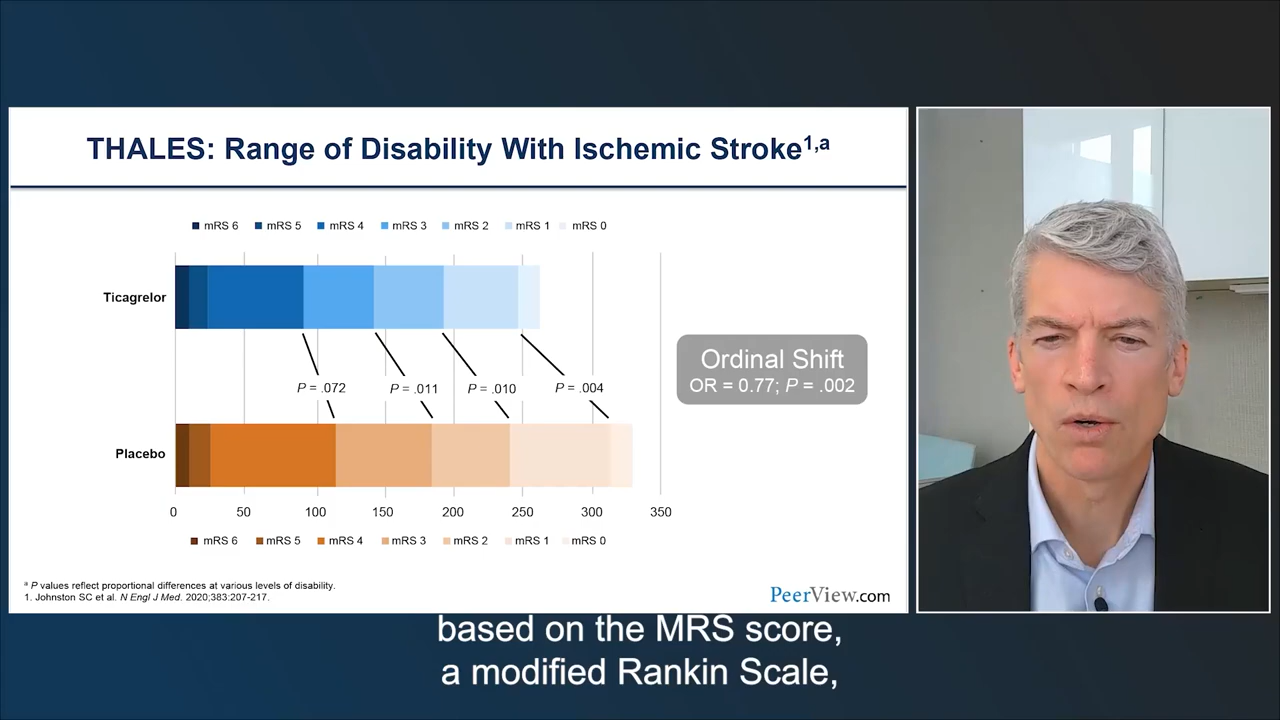 THALES: Range of Disability With Ischemic Stroke1,a
mRS 6 mRS 5 mRS 4 mRS 3 mRS 2 mRS 1 mRS 0
Ticagrelor
P = .072 P = .011 P = .010 P = .004
Ordinal Shift
OR = 0.77; P = .002
Placebo
0 50 100 150 200 250 300 350
mRS 6 mRS 5 mRS 4 mRS 3 mRS 2 mRS 1 mRS 0
a P values reflect proportional differences at various levels of disability.
1. Johnston SC et al. N Engl J Med. 2020;383:207-217.
PeerView.com
based on the MRS score,
a modified Rankin Scale,